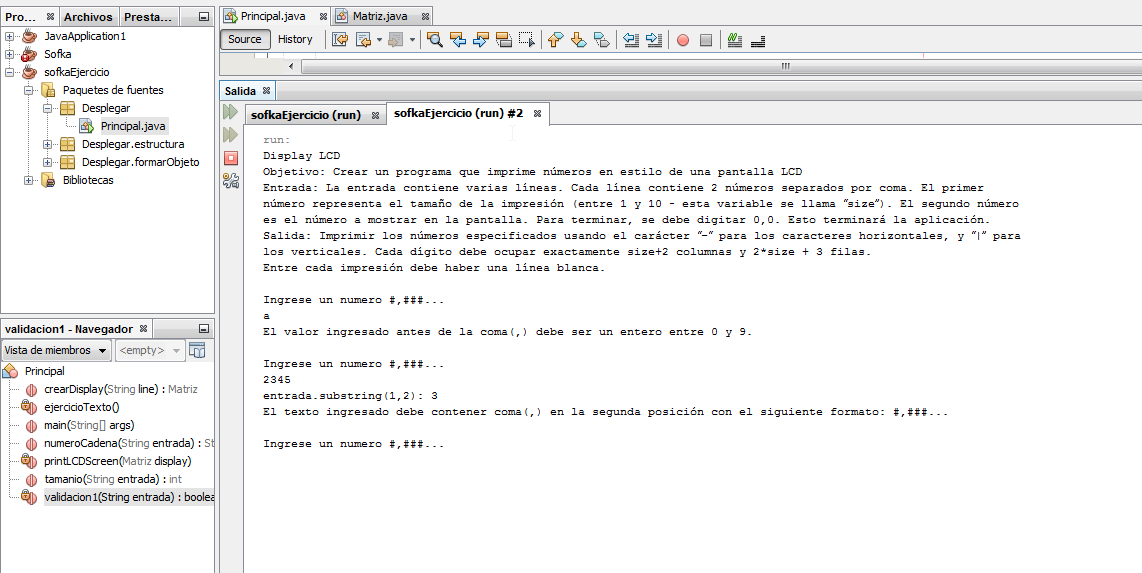 Pro...
Archivos
Presta...
JavaApplication1
Sofka
sofkaEjercicio
Paquetes de fuentes
Desplegar
Principal.java
Desplegar.estructura
Desplegar.formarObjeto
Bibliotecas
validacion1 - Navegador
Vista de miembros
<empty>
Principal
crearDisplay(String line) : Matriz
ejercicioTexto()
main(String[] args)
numeroCadena(String entrada) : St
printLCDScreen(Matriz display)
tamanio(String entrada) : int
validacion1(String entrada) : boolea
Principal.java
Matriz.java
Source
History
Salida
sofkaEjercicio (run)
sofkaEjercicio (run) #2
run:
Display LCD
Objetivo: Crear un programa que imprime números en estilo de una pantalla LCD
Entrada: La entrada contiene varias líneas. Cada línea contiene 2 números separados por coma. El primer
número representa el tamaño de la impresión (entre 1 y 10 - esta variable se llama “size”). El segundo número
es el número a mostrar en la pantalla. Para terminar, se debe digitar 0,0. Esto terminará la aplicación.
Salida: Imprimir los números especificados usando el carácter “-” para los caracteres horizontales, y “|” para
los verticales. Cada dígito debe ocupar exactamente size+2 columnas y 2*size + 3 filas.
Entre cada impresión debe haber una línea blanca.
Ingrese un numero #,###...
a
El valor ingresado antes de la coma(,) debe ser un entero entre 0 y 9.
Ingrese un numero #,###...
2345
entrada.substring(1,2): 3
El texto ingresado debe contener coma(,) en la segunda posición con el siguiente formato: #,###...
Ingrese un numero #,###...